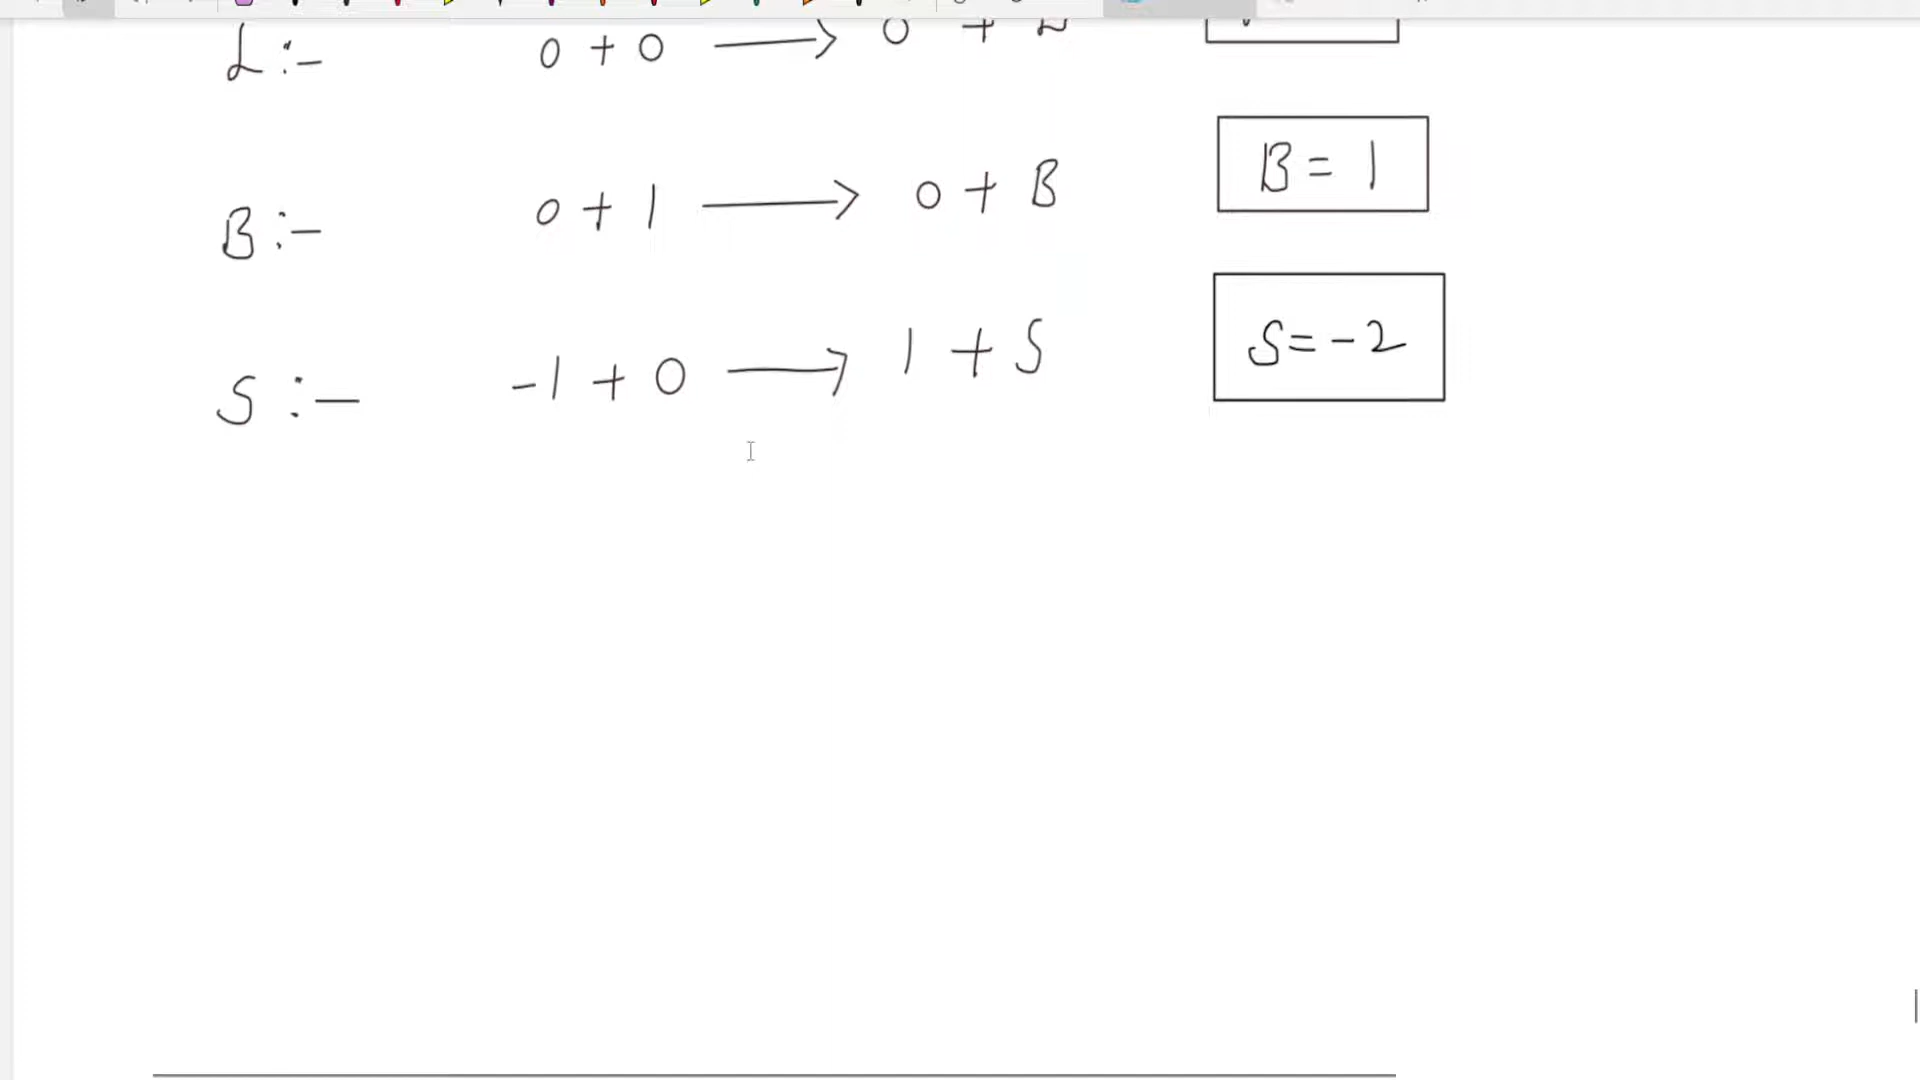 L :- 0 + 0 → 0 + L
B :- 0 + 1 → 0 + B B = 1
S :- -1 + 0 → 1 + S S = -2